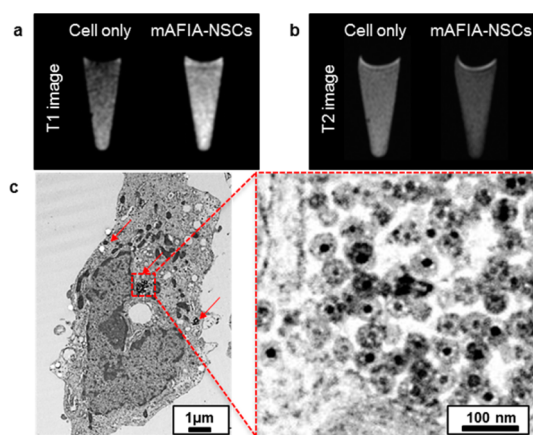 a
Cell only mAFIA-NSCs
T1 image
b
Cell only mAFIA-NSCs
T2 image
c
1μm
100 nm